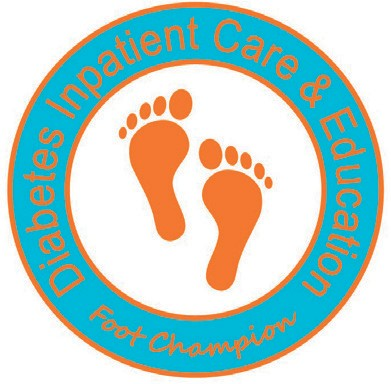 Diabetes Inpatient Care & Education
Foot Champion